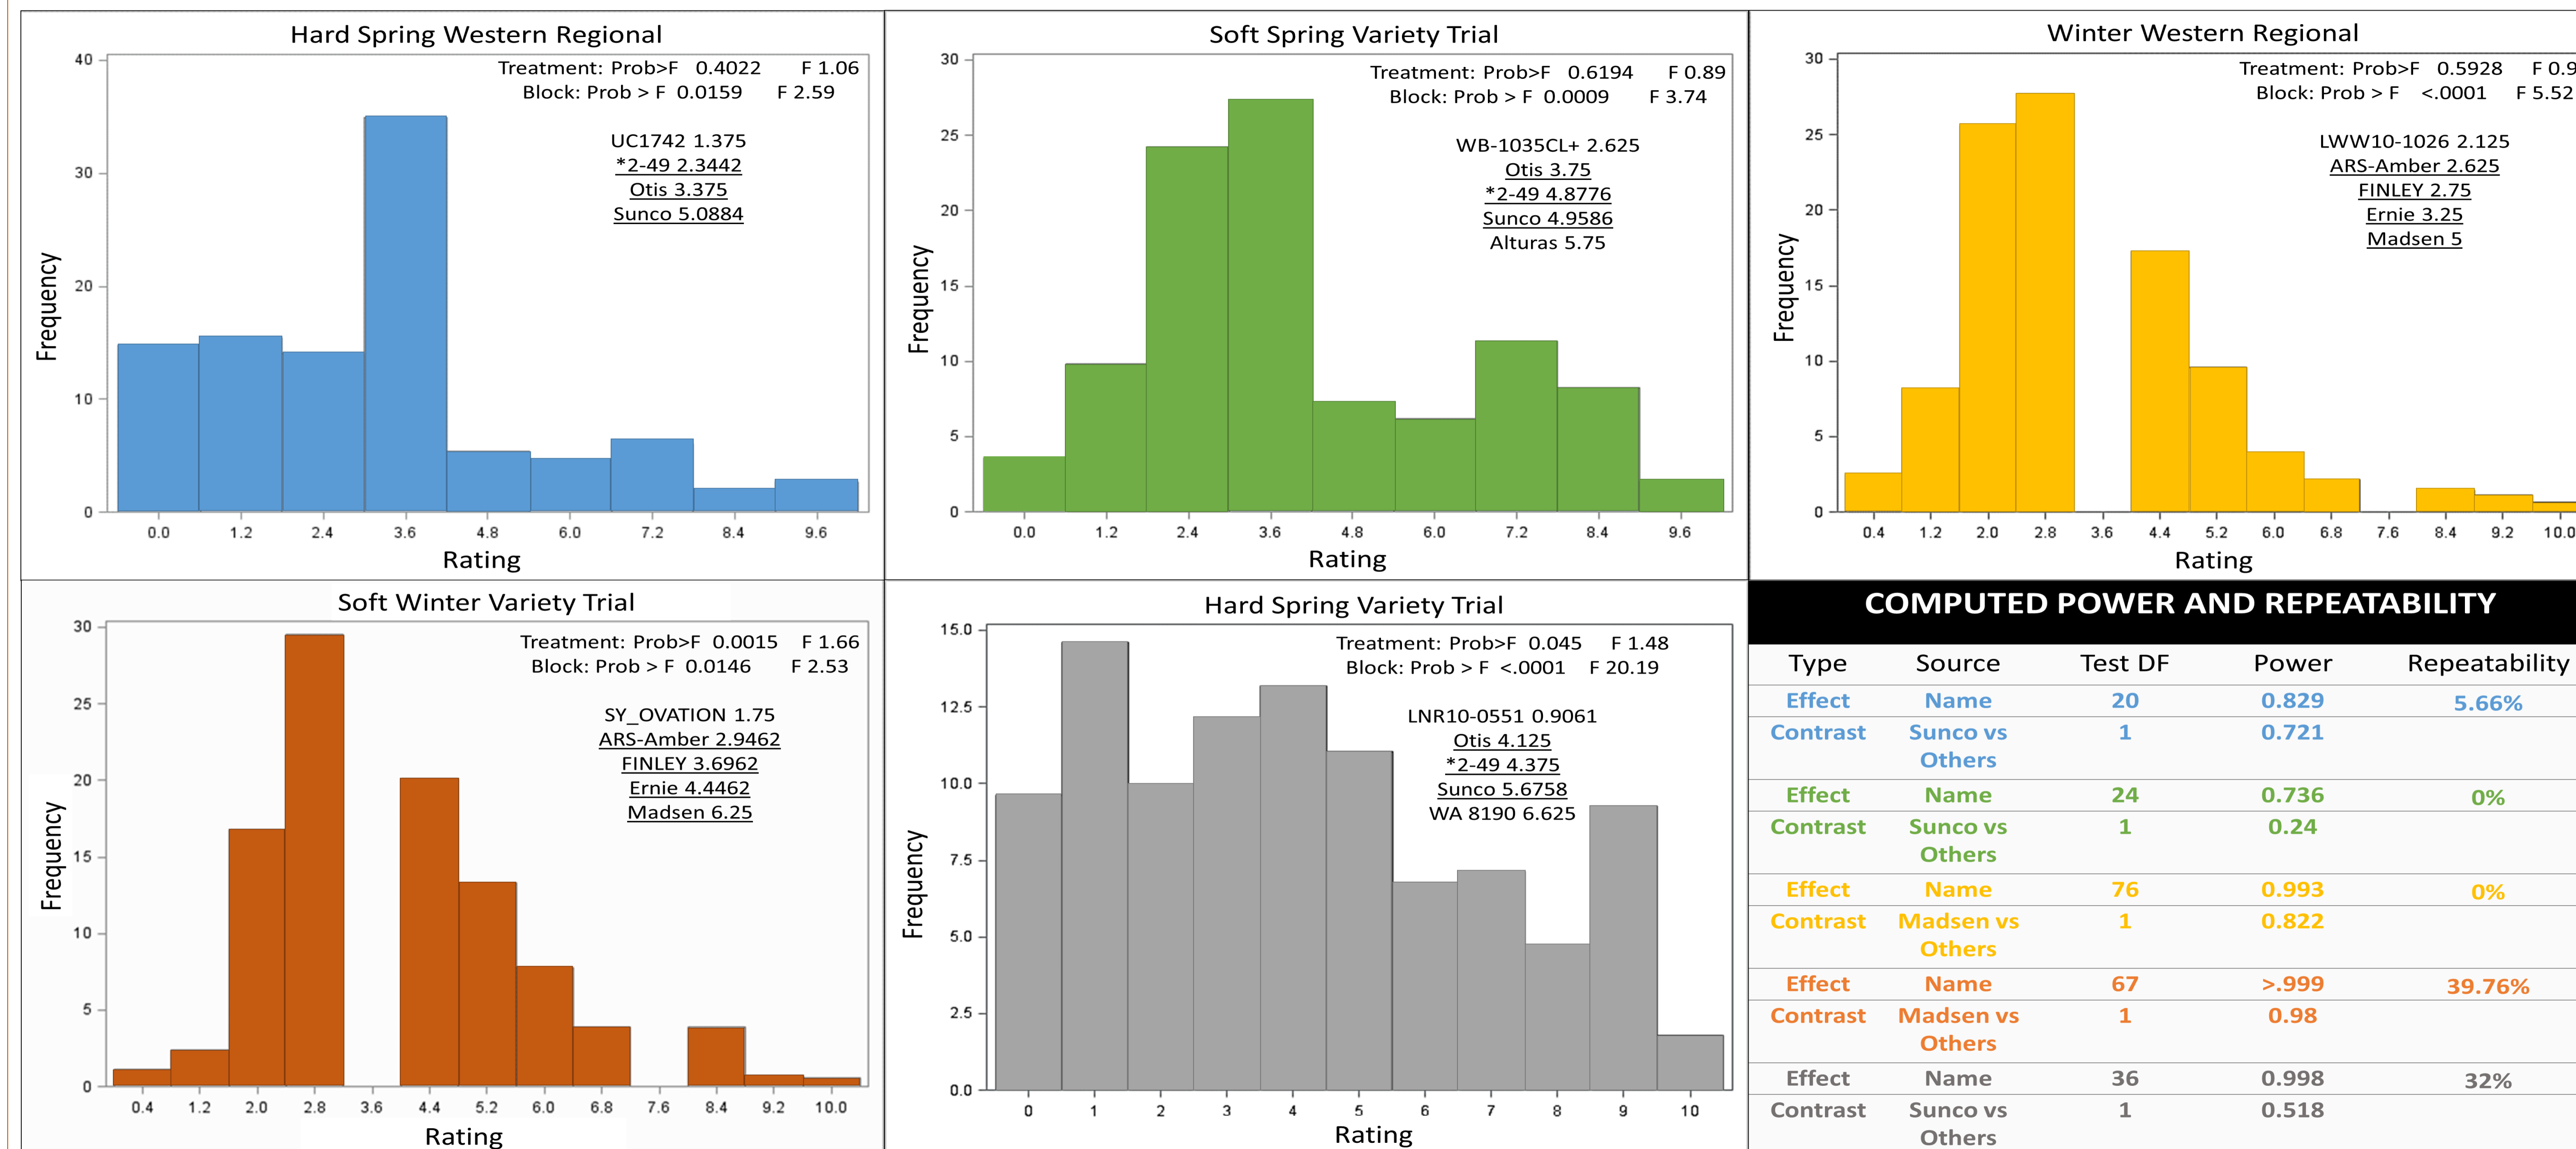 Hard Spring Western Regional
Treatment: Prob>F 0.4022 F 1.06
Block: Prob > F 0.0159 F 2.59
UC1742 1.375
*2-49 2.3442
Otis 3.375
Sunco 5.0884
40
30
20
10
0
Frequency
0.0 1.2 2.4 3.6 4.8 6.0 7.2 8.4 9.6
Rating
Soft Spring Variety Trial
Treatment: Prob>F 0.6194 F 0.89
Block: Prob > F 0.0009 F 3.74
WB-1035CL+ 2.625
Otis 3.75
*2-49 4.8776
Sunco 4.9586
Alturas 5.75
30
25
20
15
10
5
0
Frequency
0.0 1.2 2.4 3.6 4.8 6.0 7.2 8.4 9.6
Rating
Winter Western Regional
Treatment: Prob>F 0.5928 F 0.9
Block: Prob > F <.0001 F 5.52
LWW10-1026 2.125
ARS-Amber 2.625
FINLEY 2.75
Ernie 3.25
Madsen 5
30
25
20
15
10
5
0
Frequency
0.4 1.2 2.0 2.8 3.6 4.4 5.2 6.0 6.8 7.6 8.4 9.2 10.0
Rating
Soft Winter Variety Trial
Treatment: Prob>F 0.0015 F 1.66
Block: Prob > F 0.0146 F 2.53
SY_OVATION 1.75
ARS-Amber 2.9462
FINLEY 3.6962
Ernie 4.4462
Madsen 6.25
30
25
20
15
10
5
0
Frequency
0.4 1.2 2.0 2.8 3.6 4.4 5.2 6.0 6.8 7.6 8.4 9.2 10.0
Rating
Hard Spring Variety Trial
Treatment: Prob>F 0.045 F 1.48
Block: Prob > F <.0001 F 20.19
LNR10-0551 0.9061
Otis 4.125
*2-49 4.375
Sunco 5.6758
WA 8190 6.625
15.0
12.5
10.0
7.5
5.0
2.5
0.0
Frequency
0 1 2 3 4 5 6 7 8 9 10
Rating
COMPUTED POWER AND REPEATABILITY
Type Source Test DF Power Repeatability
Effect Name 20 0.829 5.66%
Contrast Sunco vs 1 0.721
Others
Effect Name 24 0.736 0%
Contrast Sunco vs 1 0.24
Others
Effect Name 76 0.993 0%
Contrast Madsen vs 1 0.822
Others
Effect Name 67 >.999 39.76%
Contrast Madsen vs 1 0.98
Others
Effect Name 36 0.998 32%
Contrast Sunco vs 1 0.518
Others